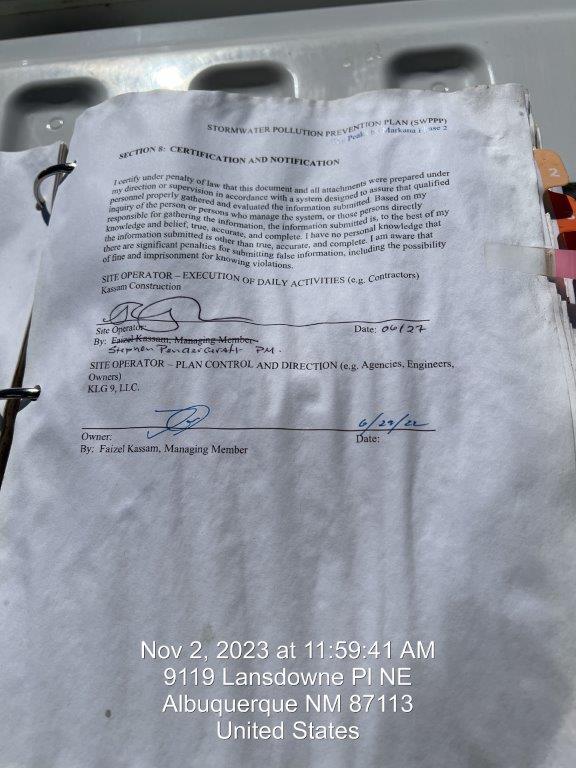 STORMWATER POLLUTION PREVENTION PLAN (SWPPP)
Markana Phase 2
SECTION 8: CERTIFICATION AND NOTIFICATION
I certify under penalty of law that this document and all attachments were prepared under
my direction or supervision in accordance with a system designed to assure that qualified
personnel properly gathered and evaluated the information submitted. Based on my
inquiry of the person or persons who manage the system, or those persons directly
responsible for gathering the information, the information submitted is, to the best of my
knowledge and belief, true, accurate, and complete. I have no personal knowledge that
the information submitted is other than true, accurate, and complete. I am aware that
there are significant penalties for submitting false information, including the possibility
of fine and imprisonment for knowing violations.
SITE OPERATOR – EXECUTION OF DAILY ACTIVITIES (e.g. Contractors)
Kassam Construction
Site Operator: Date: 06/27
By: Faizel Kassam, Managing Member
Stephen PM.
SITE OPERATOR – PLAN CONTROL AND DIRECTION (e.g. Agencies, Engineers,
Owners)
KLG 9, LLC.
6/29/22
Owner: Date:
By: Faizel Kassam, Managing Member
2
Nov 2, 2023 at 11:59:41 AM
9119 Lansdowne Pl NE
Albuquerque NM 87113
United States